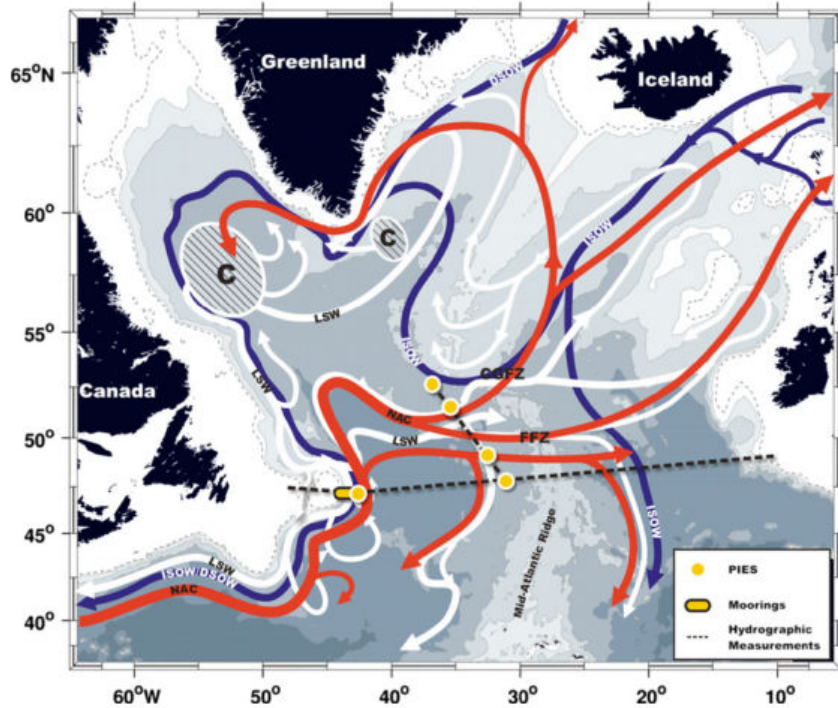 65°N
Greenland
DSOW
Iceland
60°
C
C
ISOW
LSW
55°
ISOW
CGFZ
LSW
Canada
NAC
FFZ
50°
LSW
45°
ISOW
LSW
ISOW/DSOW
NAC
Mid-Atlantic Ridge
40°
PIES
Moorings
Hydrographic
Measurements
60°W
50°
40°
30°
20°
10°